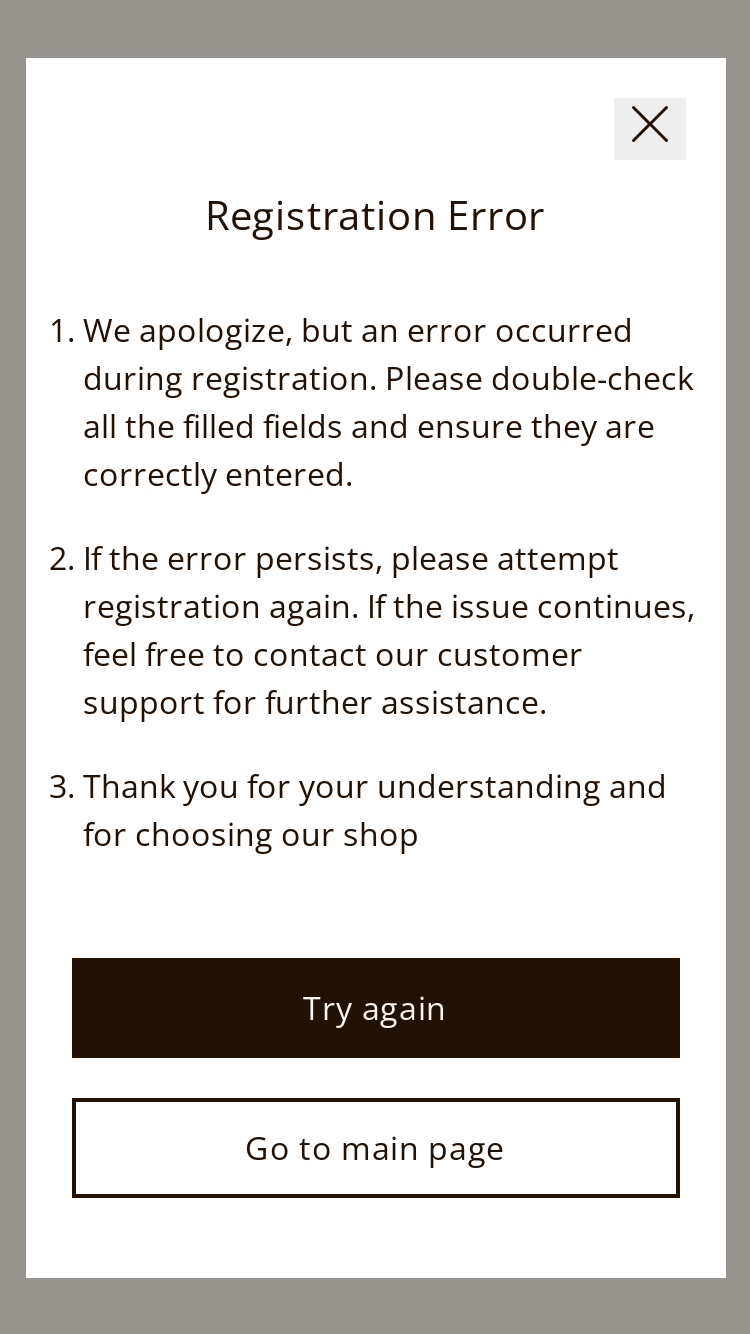 Registration Error
1. We apologize, but an error occurred
during registration. Please double-check
all the filled fields and ensure they are
correctly entered.
2. If the error persists, please attempt
registration again. If the issue continues,
feel free to contact our customer
support for further assistance.
3. Thank you for your understanding and
for choosing our shop
Try again
Go to main page